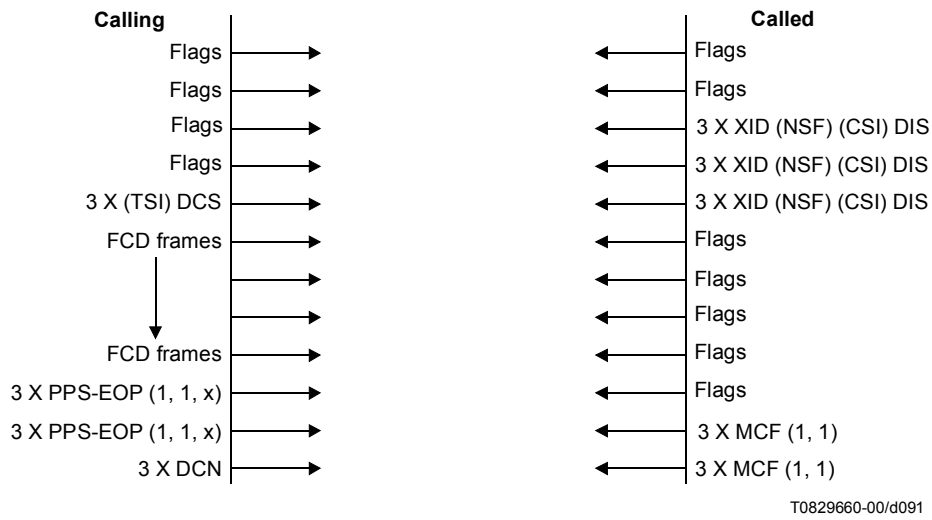 Calling Called
Flags Flags
Flags Flags
Flags 3 X XID (NSF) (CSI) DIS
Flags 3 X XID (NSF) (CSI) DIS
3 X (TSI) DCS 3 X XID (NSF) (CSI) DIS
FCD frames Flags
Flags
Flags
FCD frames Flags
3 X PPS-EOP (1, 1, x) Flags
3 X PPS-EOP (1, 1, x) 3 X MCF (1, 1)
3 X DCN 3 X MCF (1, 1)
T0829660-00/d091